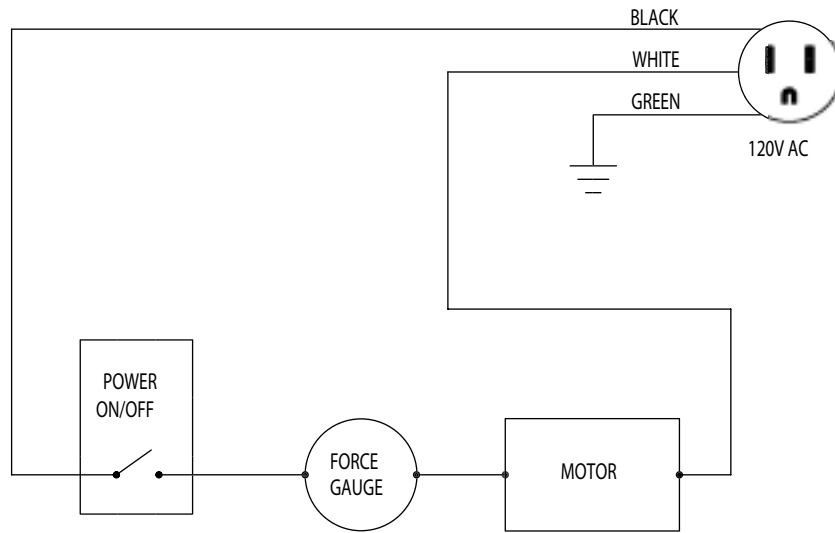 BLACK
WHITE
GREEN
120V AC
POWER
ON/OFF
FORCE
GAUGE
MOTOR